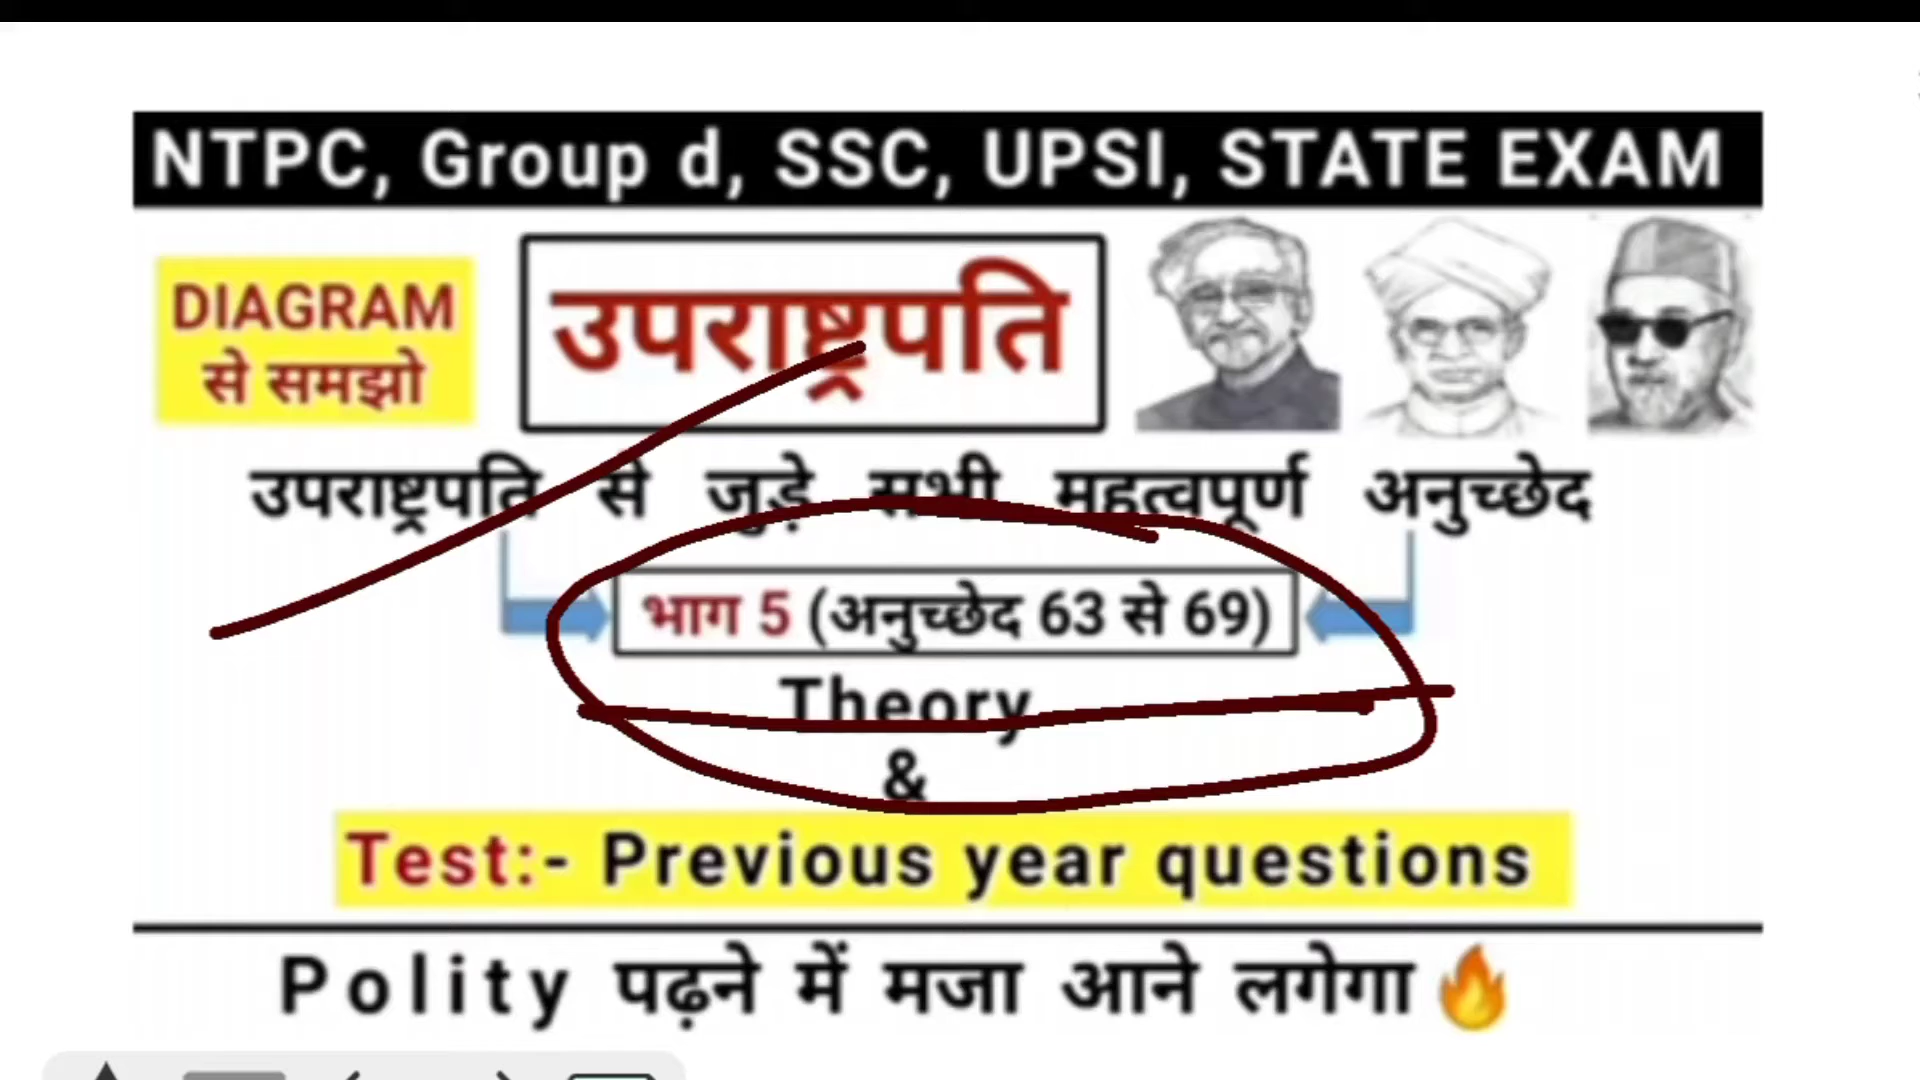 NTPC, Group d, SSC, UPSI, STATE EXAM
DIAGRAM
से समझो
उपराष्ट्रपति
उपराष्ट्रपति से जुड़े सभी महत्वपूर्ण अनुच्छेद
भाग 5 (अनुच्छेद 63 से 69)
Theory
&
Test:- Previous year questions
Polity पढ़ने में मजा आने लगेगा🔥